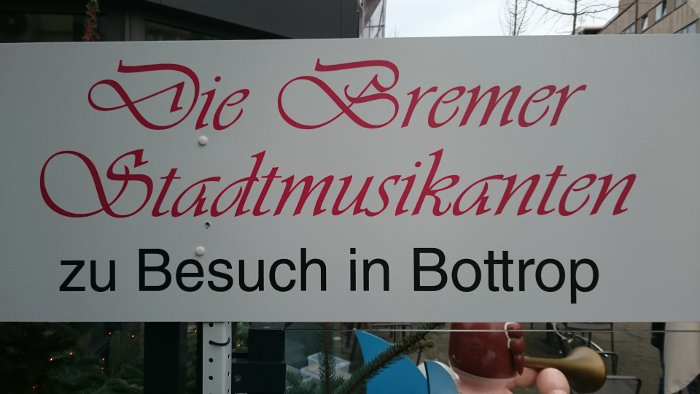 Die Bremer
Stadtmusikanten
zu Besuch in Bottrop